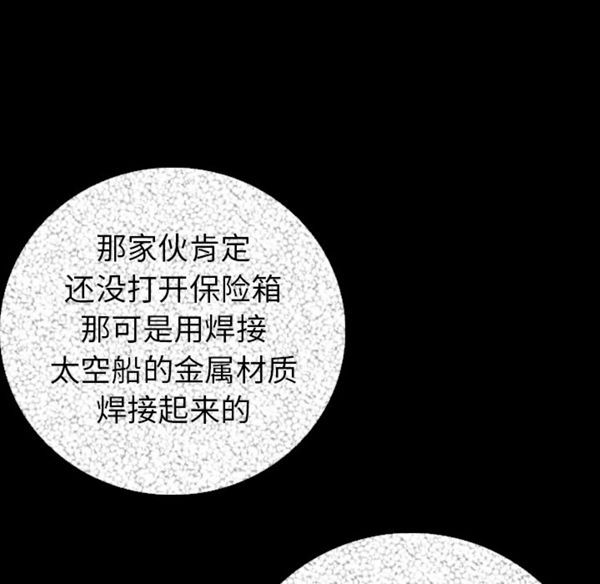 那家伙肯定
还没打开保险箱
那可是用焊接
太空船的金属材质
焊接起来的